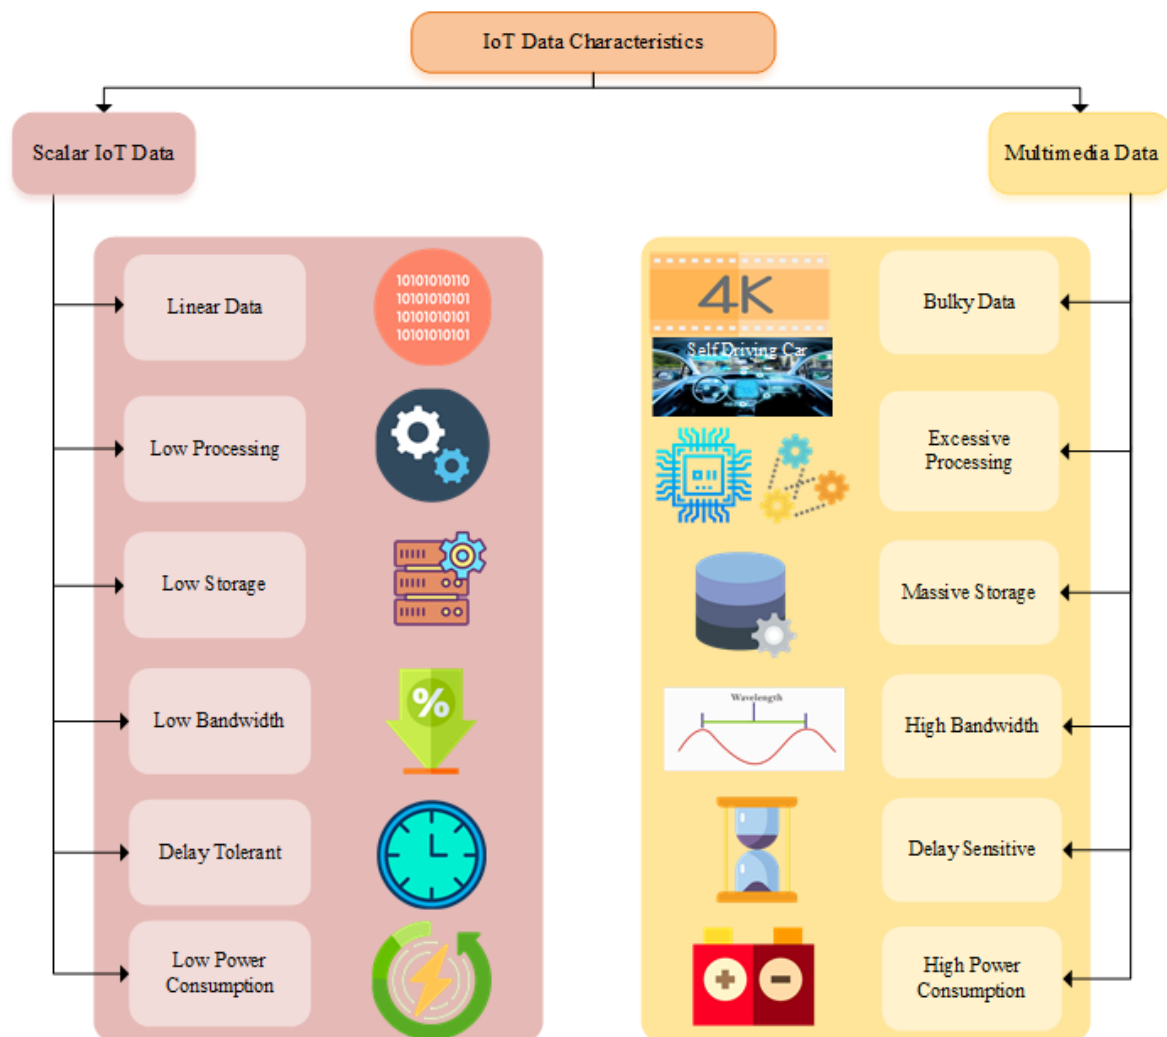 IoT Data Characteristics
Scalar IoT Data
Multimedia Data
Linear Data
10101010110
10101010101
10101010101
10101010101
Low Processing
Low Storage
Low Bandwidth
%
Delay Tolerant
Low Power
Consumption
4K
Self Driving Car
Bulky Data
Excessive
Processing
Massive Storage
Wavelength
High Bandwidth
Delay Sensitive
+ −
High Power
Consumption